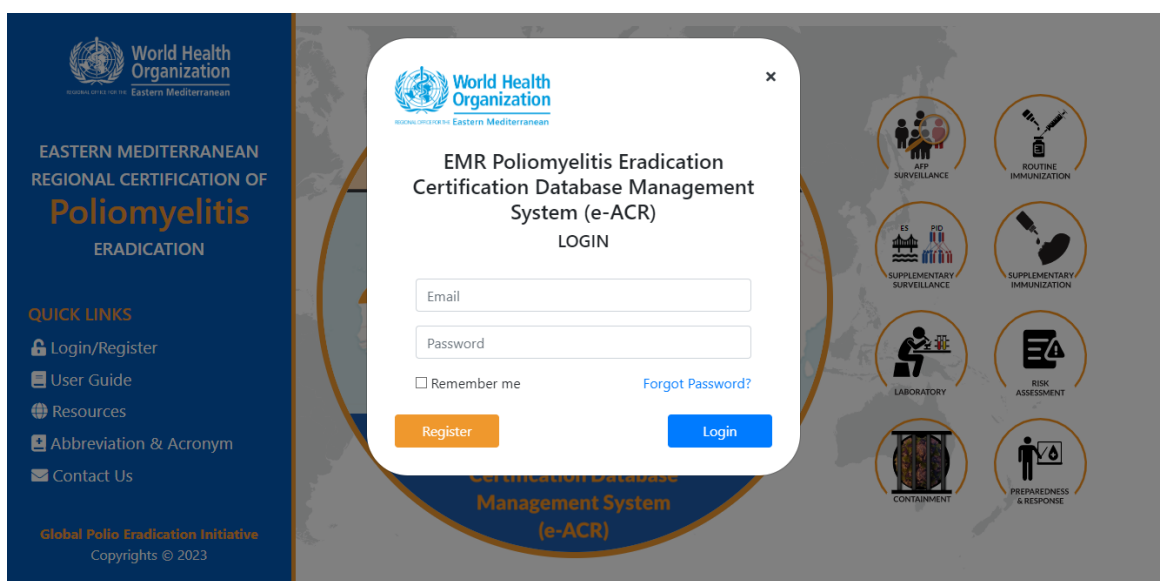 World Health
Organization
REGIONAL OFFICE FOR THE Eastern Mediterranean
EASTERN MEDITERRANEAN
REGIONAL CERTIFICATION OF
Poliomyelitis
ERADICATION
QUICK LINKS
Login/Register
User Guide
Resources
Abbreviation & Acronym
Contact Us
Global Polio Eradication Initiative
Copyrights © 2023
World Health
Organization
REGIONAL OFFICE FOR THE Eastern Mediterranean
×
EMR Poliomyelitis Eradication
Certification Database Management
System (e-ACR)
LOGIN
Email
Password
Remember me
Forgot Password?
Register
Login
Certification Database
Management System
(e-ACR)
AFP
SURVEILLANCE
ROUTINE
IMMUNIZATION
ES PID
SUPPLEMENTARY
SURVEILLANCE
SUPPLEMENTARY
IMMUNIZATION
LABORATORY
RISK
ASSESSMENT
CONTAINMENT
PREPAREDNESS
& RESPONSE